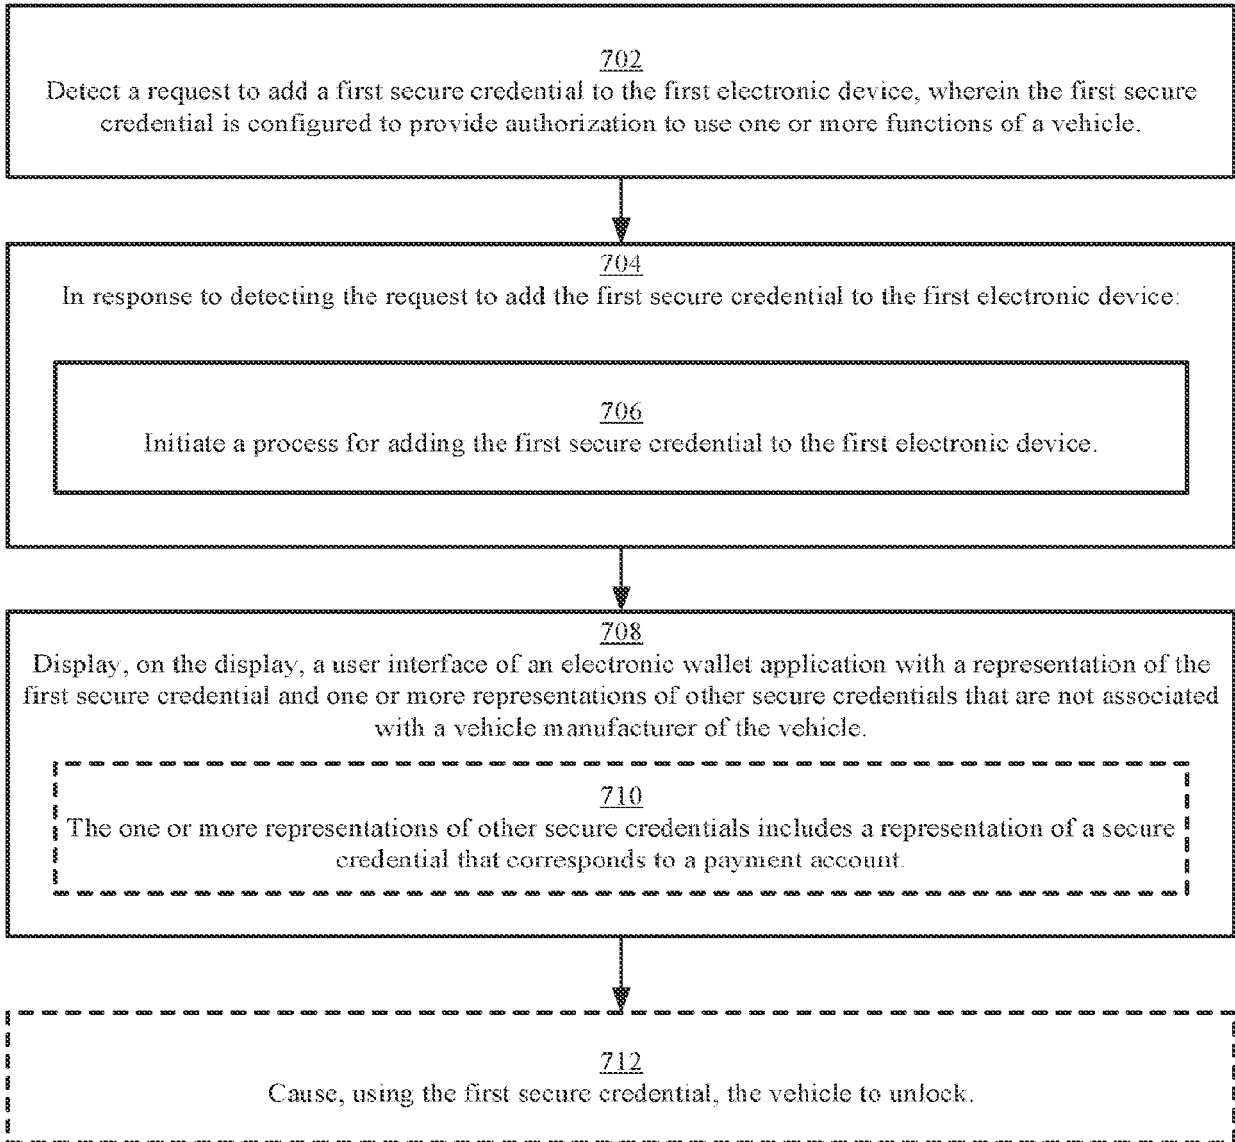 702
Detect a request to add a first secure credential to the first electronic device, wherein the first secure
credential is configured to provide authorization to use one or more functions of a vehicle.
704
In response to detecting the request to add the first secure credential to the first electronic device:
706
Initiate a process for adding the first secure credential to the first electronic device.
708
Display, on the display, a user interface of an electronic wallet application with a representation of the
first secure credential and one or more representations of other secure credentials that are not associated
with a vehicle manufacturer of the vehicle.
710
The one or more representations of other secure credentials includes a representation of a secure
credential that corresponds to a payment account.
712
Cause, using the first secure credential, the vehicle to unlock.